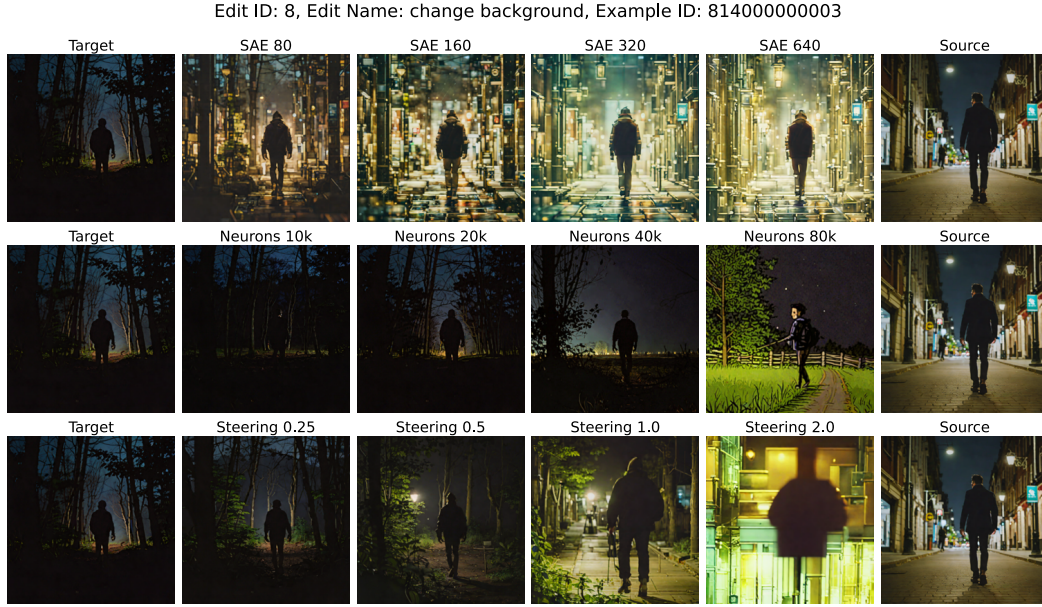 Edit ID: 8, Edit Name: change background, Example ID: 814000000003
Target SAE 80 SAE 160 SAE 320 SAE 640 Source
Target Neurons 10k Neurons 20k Neurons 40k Neurons 80k Source
Target Steering 0.25 Steering 0.5 Steering 1.0 Steering 2.0 Source